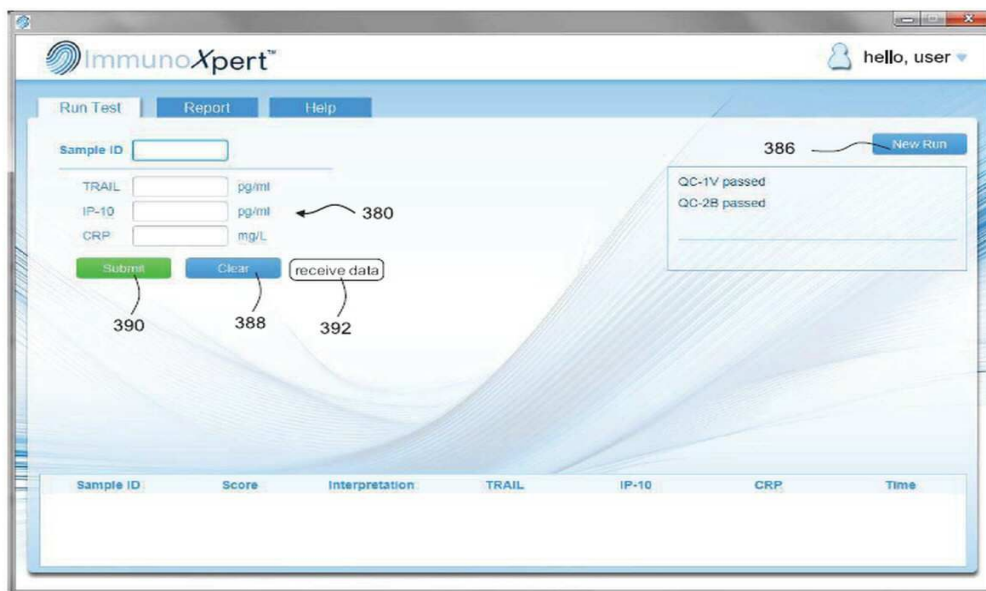 ImmunoXpert™
hello, user
Run Test Report Help
Sample ID
386 New Run
TRAIL pg/ml
IP-10 pg/ml 380
CRP mg/L
QC-1V passed
QC-2B passed
Submit Clear receive data
390 388 392
Sample ID Score Interpretation TRAIL IP-10 CRP Time